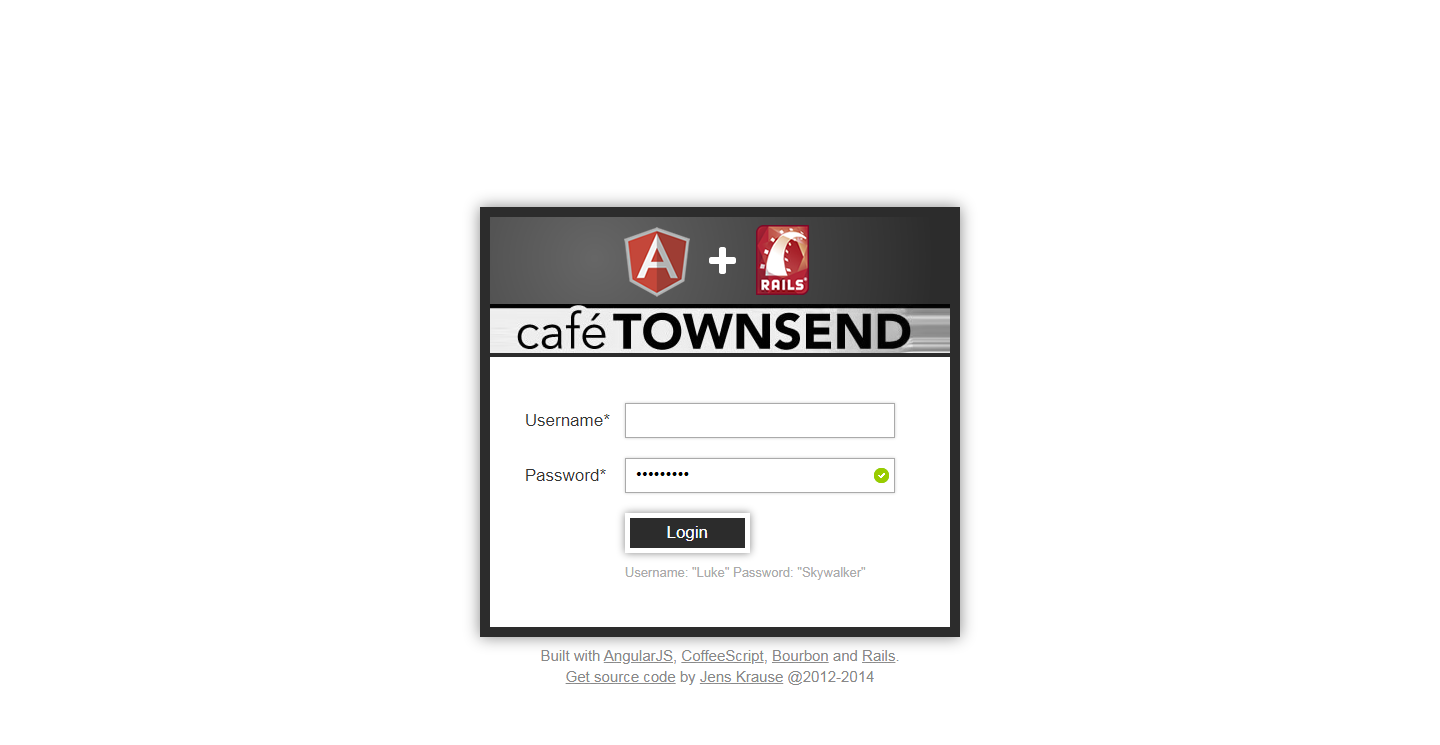 A
RAILS
café TOWNSEND
Username*
Password*
•••••••••
Login
Username: "Luke" Password: "Skywalker"
Built with AngularJS, CoffeeScript, Bourbon and Rails.
Get source code by Jens Krause @2012-2014